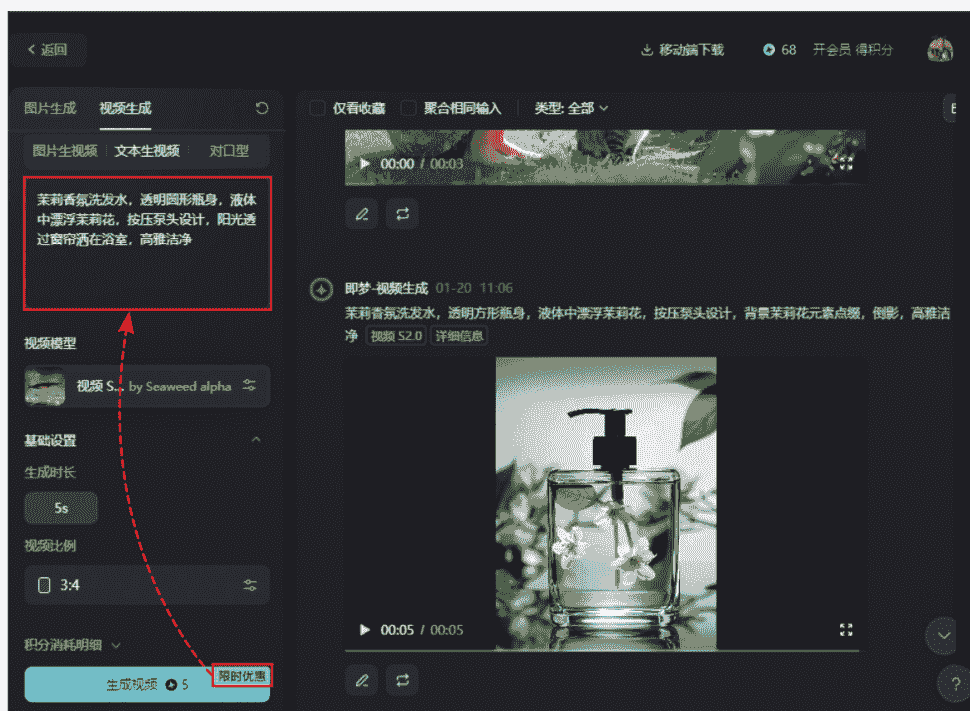 返回
移动端下载
68
开会员 得积分
图片生成
视频生成
仅看收藏
聚合相同输入
类型: 全部
图片生视频
文本生视频
对口型
00:00 / 00:03
茉莉香氛洗发水，透明圆形瓶身，液体
中漂浮茉莉花，按压泵头设计，阳光透
过窗帘洒在浴室，高雅洁净
即梦-视频生成 01-20 11:06
茉莉香氛洗发水，透明方形瓶身，液体中漂浮茉莉花，按压泵头设计，背景茉莉花元素点缀，倒影，高雅洁
净 视频 S2.0 详细信息
视频模型
视频 S... by Seaweed alpha
基础设置
生成时长
5s
视频比例
3:4
00:05 / 00:05
积分消耗明细
限时优惠
生成视频 5
?